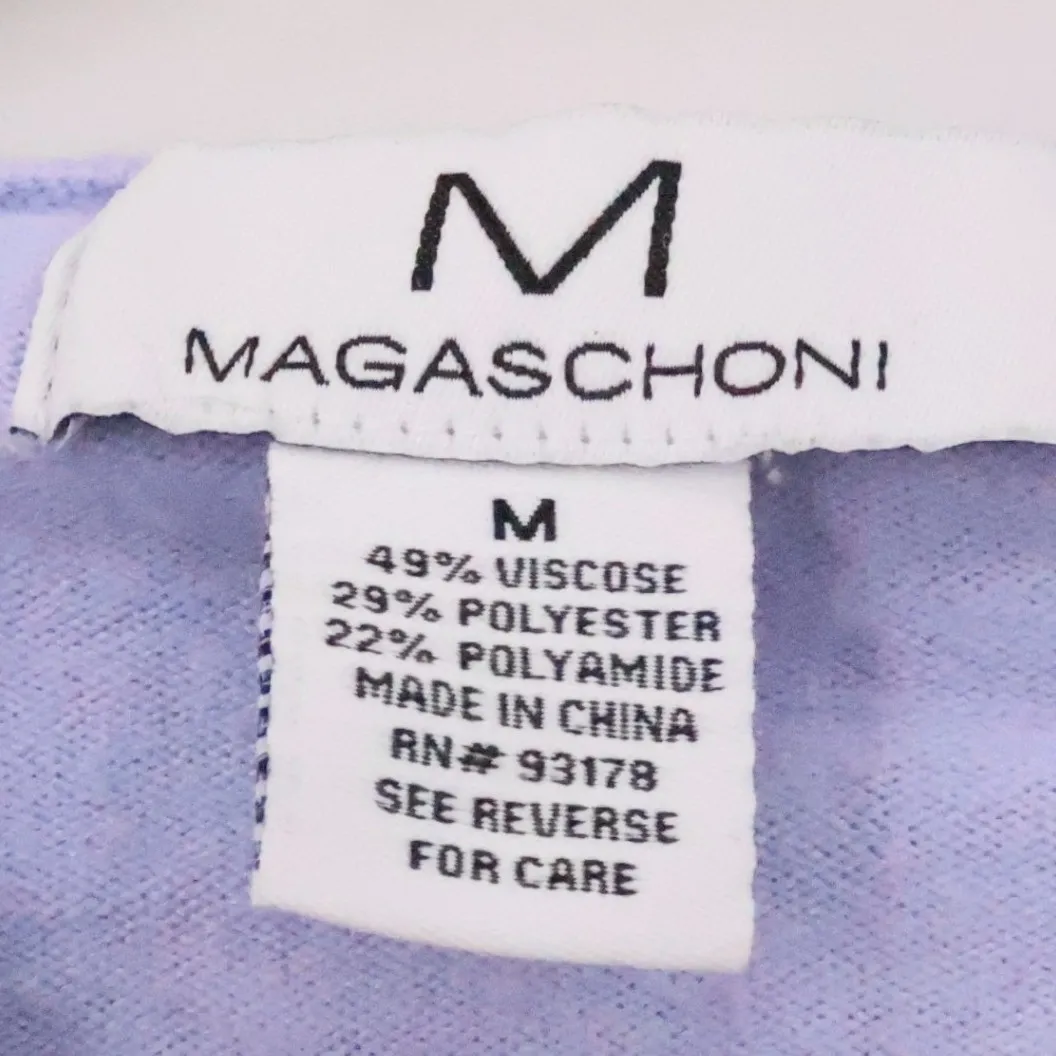 M
MAGASCHONI
M
49% VISCOSE
29% POLYESTER
22% POLYAMIDE
MADE IN CHINA
RN# 93178
SEE REVERSE
FOR CARE